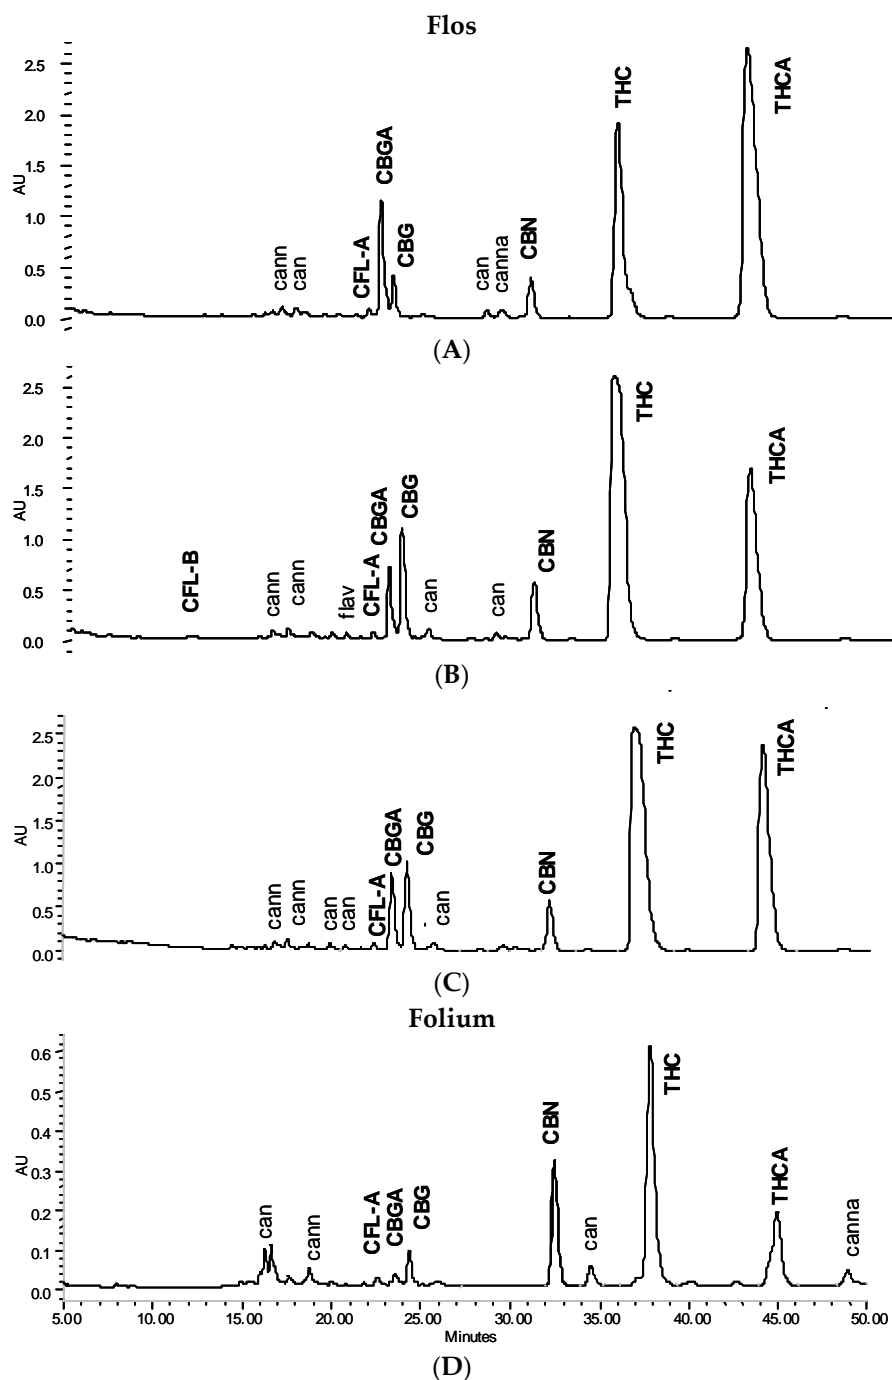 Flos
2.5
2.0
1.5
1.0
0.5
0.0
AU
cann
can
CFL-A
CBGA
CBG
can
canna
CBN
THC
THCA
(A)
2.5
2.0
1.5
1.0
0.5
0.0
AU
CFL-B
cann
cann
flav
CFL-A
CBGA
CBG
can
can
CBN
THC
THCA
(B)
2.5
2.0
1.5
1.0
0.5
0.0
AU
cann
cann
can
can
CFL-A
CBGA
CBG
can
CBN
THC
THCA
(C)
Folium
0.6
0.5
0.4
0.3
0.2
0.1
0.0
AU
can
cann
CFL-A
CBGA
CBG
CBN
can
THC
THCA
canna
5.00 10.00 15.00 20.00 25.00 30.00 35.00 40.00 45.00 50.00
Minutes
(D)